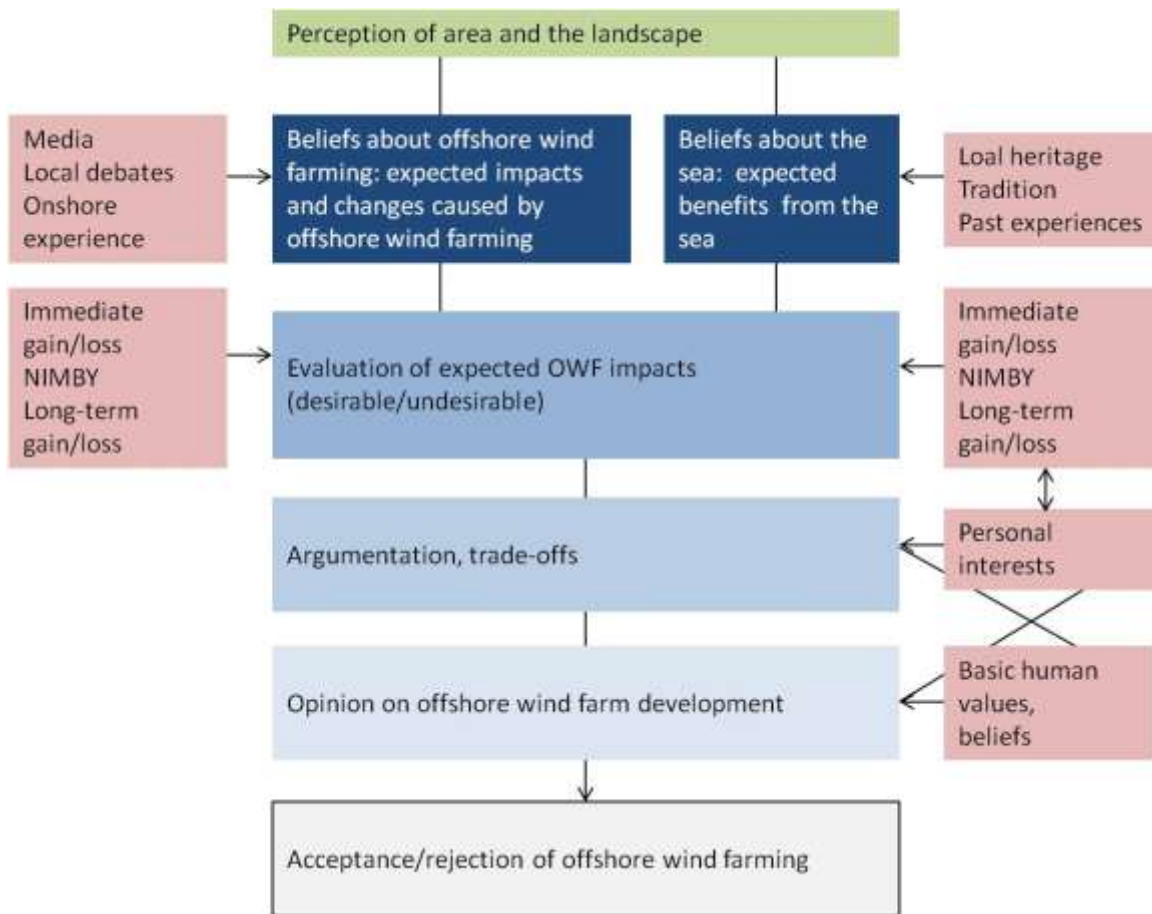 Perception of area and the landscape
Media
Local debates
Onshore
experience
Beliefs about offshore wind
farming: expected impacts
and changes caused by
offshore wind farming
Beliefs about the
sea:  expected
benefits  from the
sea
Loal heritage
Tradition
Past experiences
Immediate
gain/loss
NIMBY
Long-term
gain/loss
Evaluation of expected OWF impacts
(desirable/undesirable)
Immediate
gain/loss
NIMBY
Long-term
gain/loss
Argumentation, trade-offs
Personal
interests
Opinion on offshore wind farm development
Basic human
values,
beliefs
Acceptance/rejection of offshore wind farming